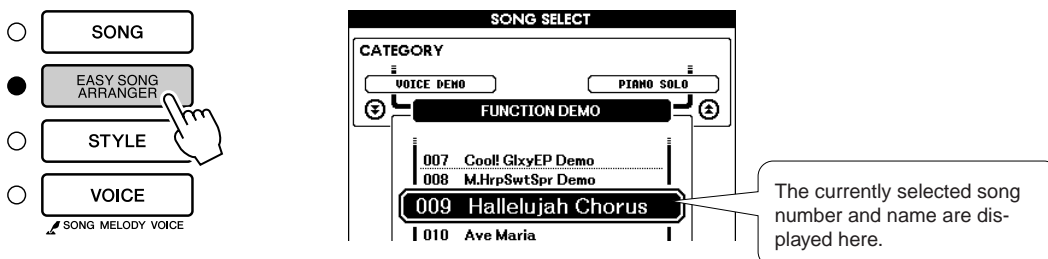 SONG
EASY SONG
ARRANGER
STYLE
VOICE
SONG MELODY VOICE
SONG SELECT
CATEGORY
VOICE DEMO
PIANO SOLO
FUNCTION DEMO
007 Cool! GlxyEP Demo
008 M.HrpSwtSpr Demo
009 Hallelujah Chorus
010 Ave Maria
The currently selected song
number and name are dis-
played here.